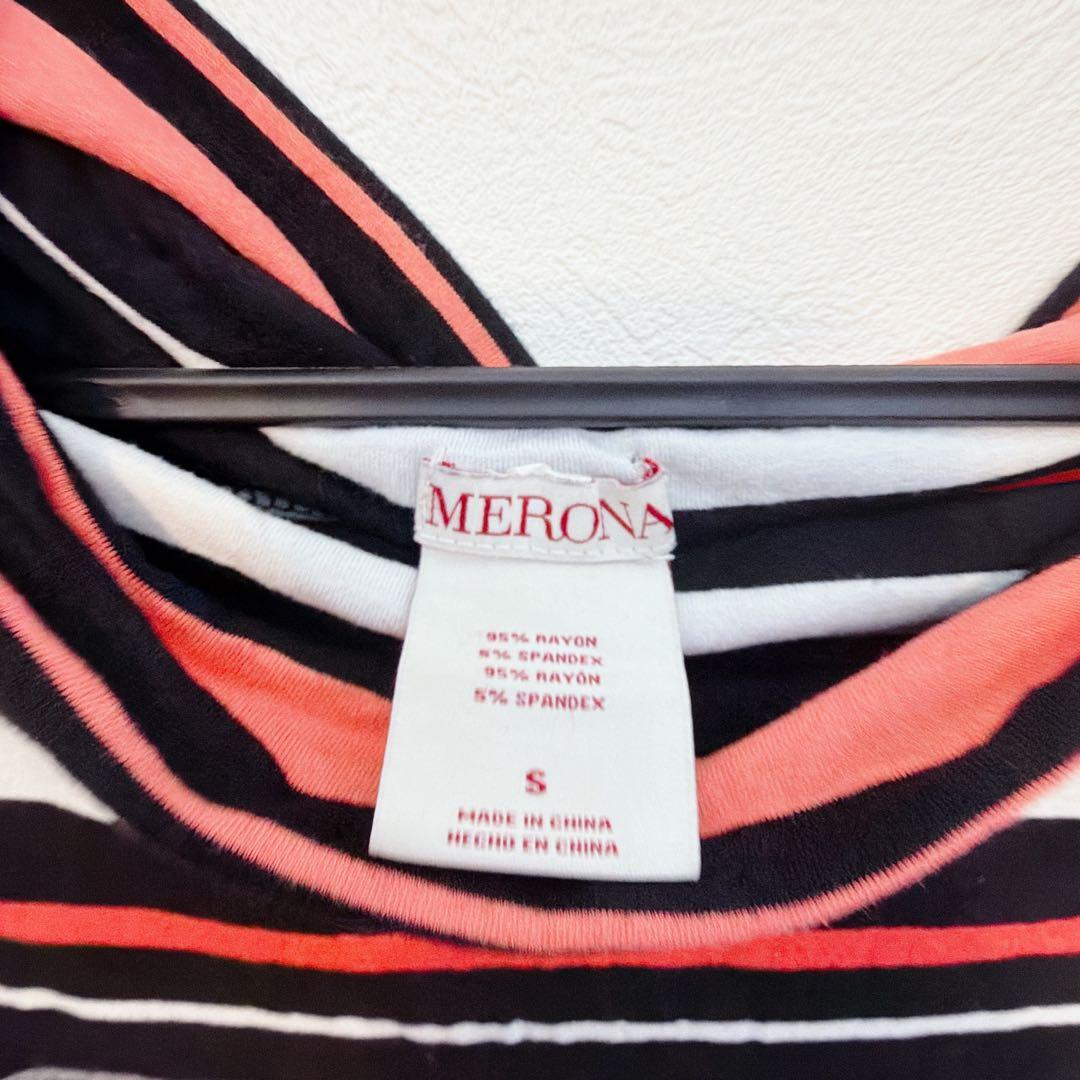 MERONA
95% RAYON
5% SPANDEX
95% RAYÓN
5% SPANDEX
S
MADE IN CHINA
HECHO EN CHINA